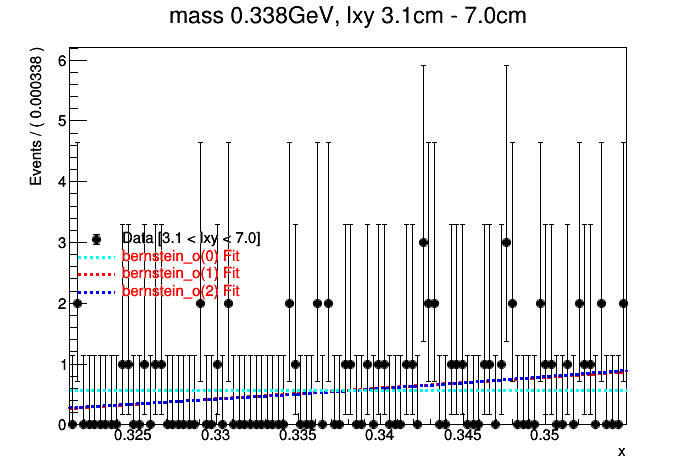 mass 0.338GeV, lxy 3.1cm - 7.0cm
Events / ( 0.000338 )
6
5
4
3
2
1
0
Data [3.1 < lxy < 7.0]
bernstein_o(0) Fit
bernstein_o(1) Fit
bernstein_o(2) Fit
0.325 0.33 0.335 0.34 0.345 0.35
x